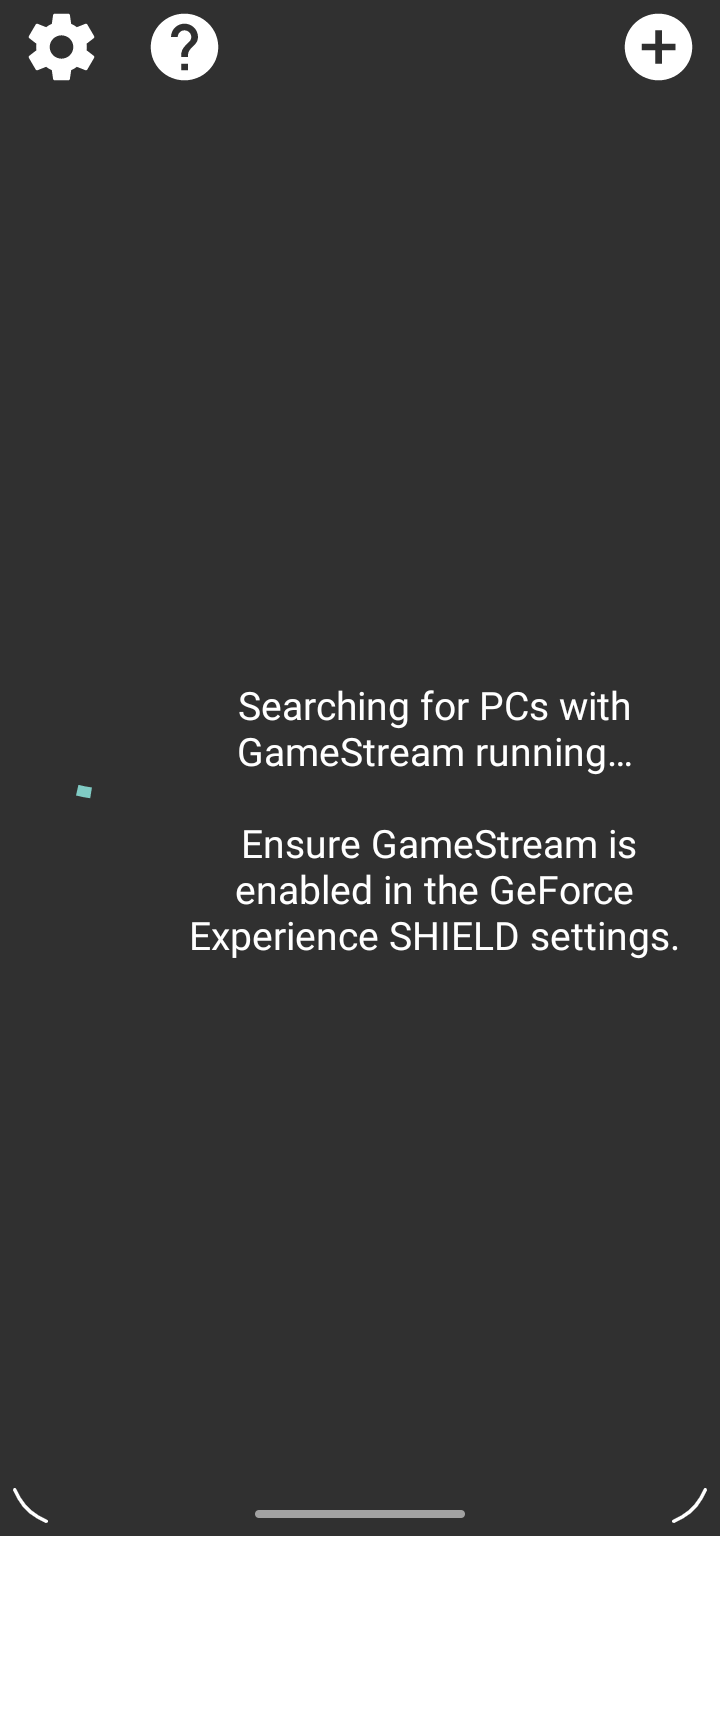 Searching for PCs with
GameStream running...
Ensure GameStream is
enabled in the GeForce
Experience SHIELD settings.